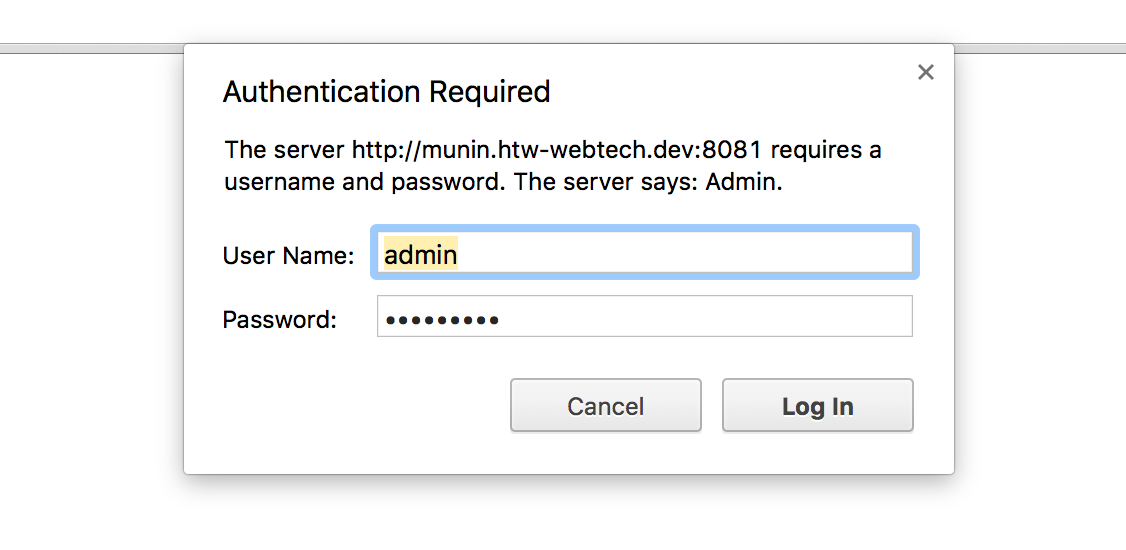 Authentication Required
The server http://munin.htw-webtech.dev:8081 requires a
username and password. The server says: Admin.
User Name: admin
Password: •••••••••
Cancel Log In